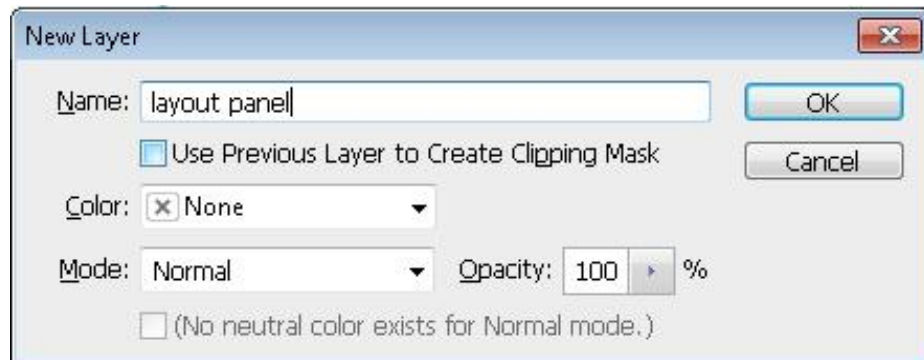 New Layer
Name: layout panel OK
Use Previous Layer to Create Clipping Mask
Cancel
Color: None
Mode: Normal Opacity: 100 %
(No neutral color exists for Normal mode.)